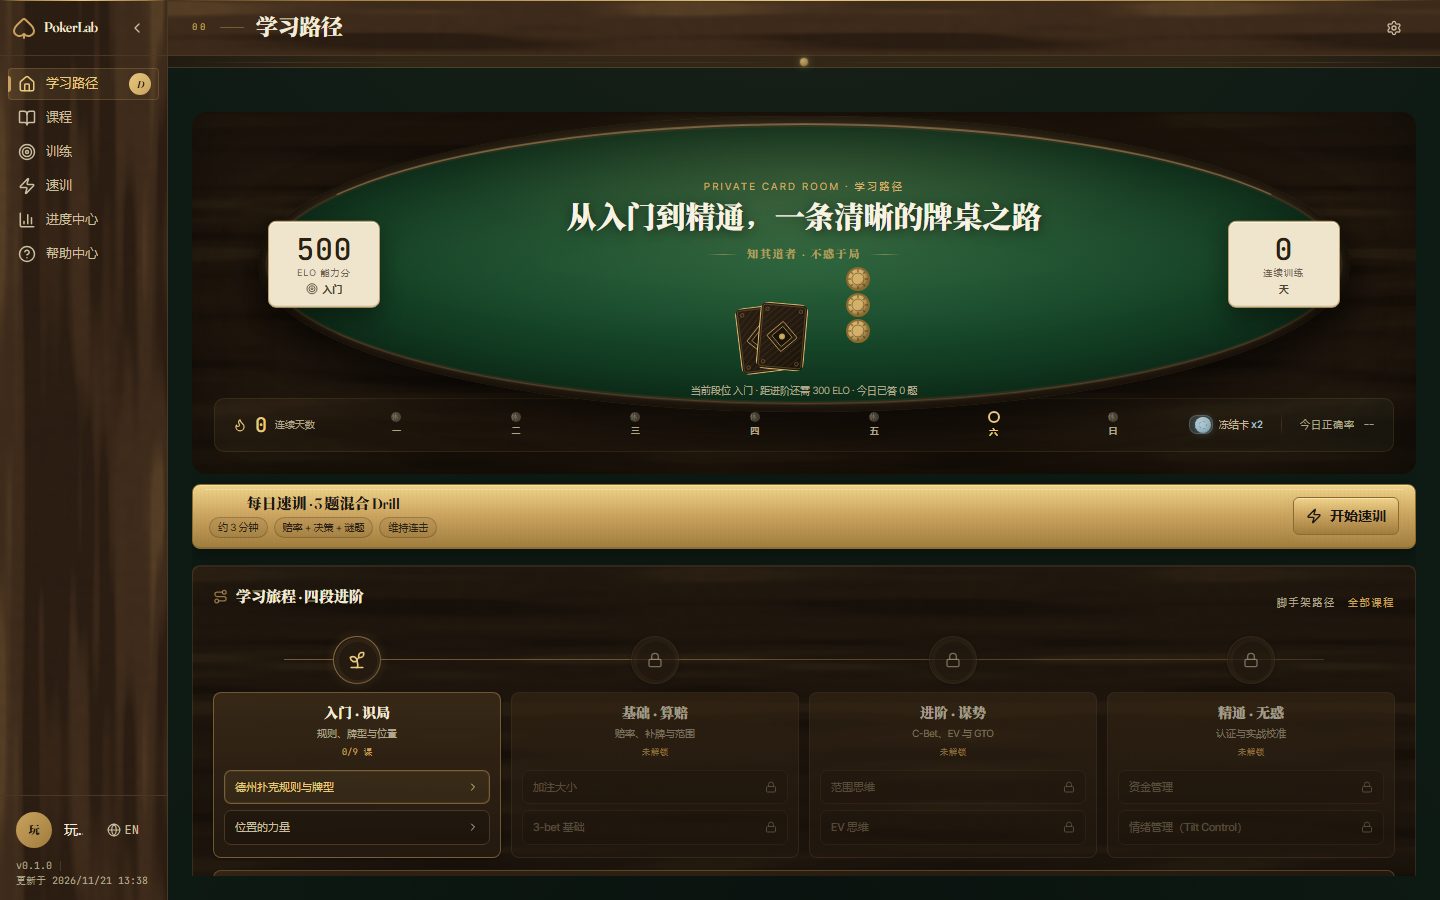 PokerLab
学习路径
D
课程
训练
速训
进度中心
帮助中心
玩
玩..
EN
v0.1.0
更新于 2026/11/21 13:38
00
学习路径
PRIVATE CARD ROOM · 学习路径
从入门到精通，一条清晰的牌桌之路
知其道者 · 不惑于局
500
ELO 能力分
入门
0
连续训练
天
当前段位 入门 · 距进阶还需 300 ELO · 今日已答 0 题
0 连续天数
一
二
三
四
五
六
日
冻结卡 x2
今日正确率 --
每日速训 · 5 题混合 Drill
约 3 分钟
赔率 + 决策 + 谜题
维持连击
开始速训
学习旅程 · 四段进阶
脚手架路径
全部课程
入门 · 识局
规则、牌型与位置
0/9 课
德州扑克规则与牌型
位置的力量
基础 · 算赔
赔率、补牌与范围
未解锁
加注大小
3-bet 基础
进阶 · 谋势
C-Bet、EV 与 GTO
未解锁
范围思维
EV 思维
精通 · 无惑
认证与实战校准
未解锁
资金管理
情绪管理（Tilt Control）